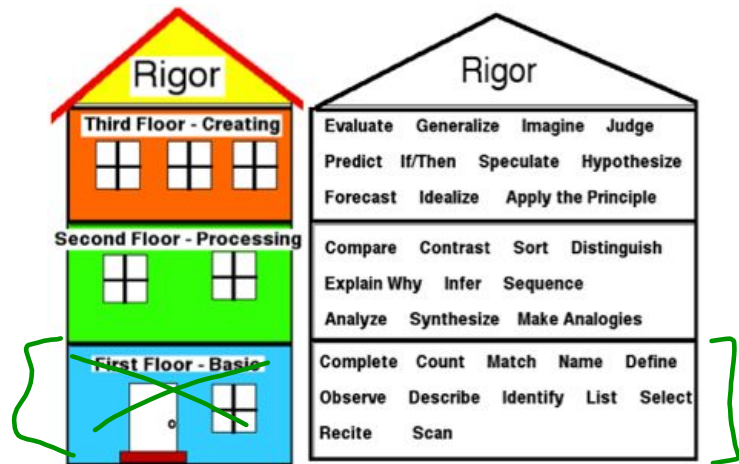 Rigor
Third Floor - Creating
Second Floor - Processing
First Floor - Basic
Rigor
Evaluate Generalize Imagine Judge
Predict If/Then Speculate Hypothesize
Forecast Idealize Apply the Principle
Compare Contrast Sort Distinguish
Explain Why Infer Sequence
Analyze Synthesize Make Analogies
Complete Count Match Name Define
Observe Describe Identify List Select
Recite Scan